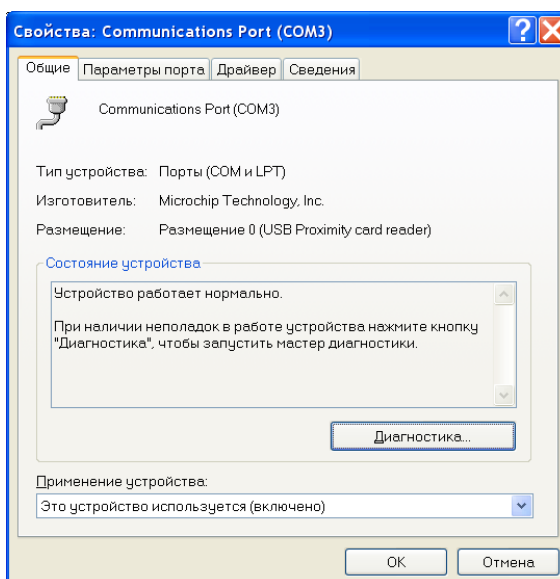 Свойства: Communications Port (COM3)
Общие Параметры порта Драйвер Сведения
Communications Port (COM3)
Тип устройства: Порты (COM и LPT)
Изготовитель: Microchip Technology, Inc.
Размещение: Размещение 0 (USB Proximity card reader)
Состояние устройства
Устройство работает нормально.
При наличии неполадок в работе устройства нажмите кнопку
"Диагностика", чтобы запустить мастер диагностики.
Диагностика...
Применение устройства:
Это устройство используется (включено)
ОК Отмена